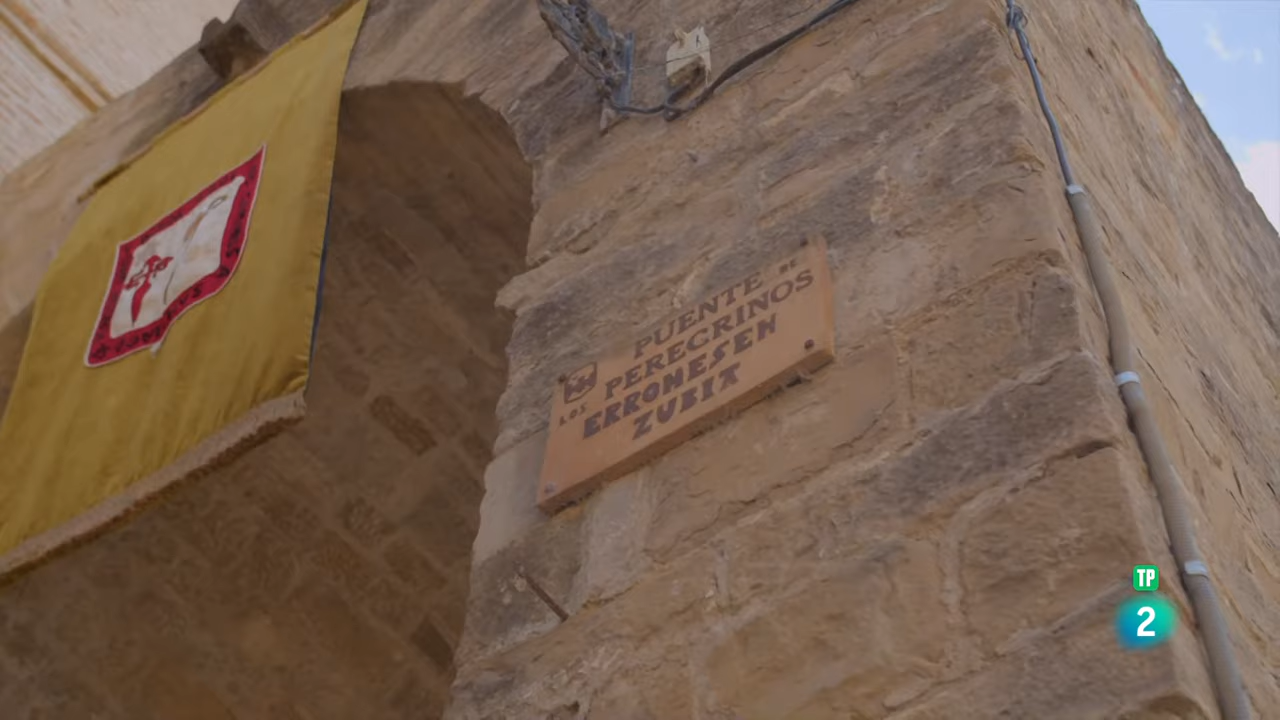 PUENTE DE
LOS PEREGRINOS
ERROMESEN
ZUBIA
TP
2